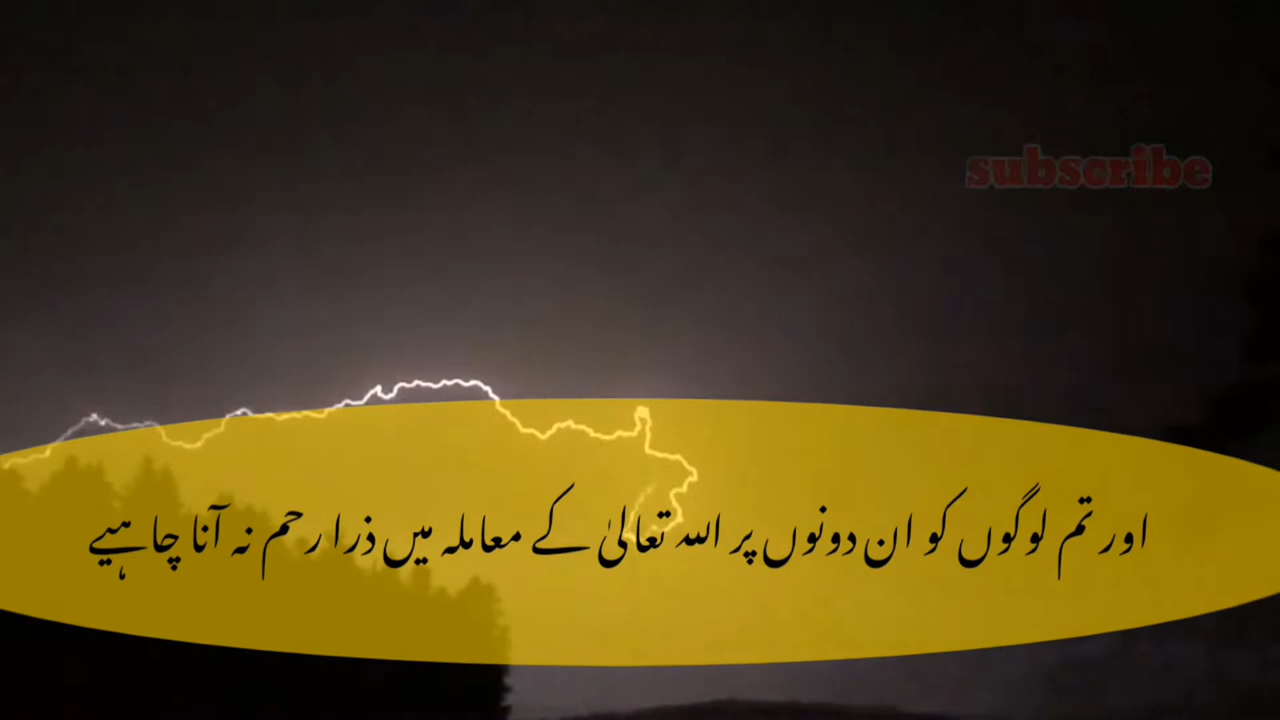 subscribe
اور تم لوگوں کو ان دونوں پر اللہ تعالیٰ کے معاملہ میں ذرا رحم نہ آنا چاہیے